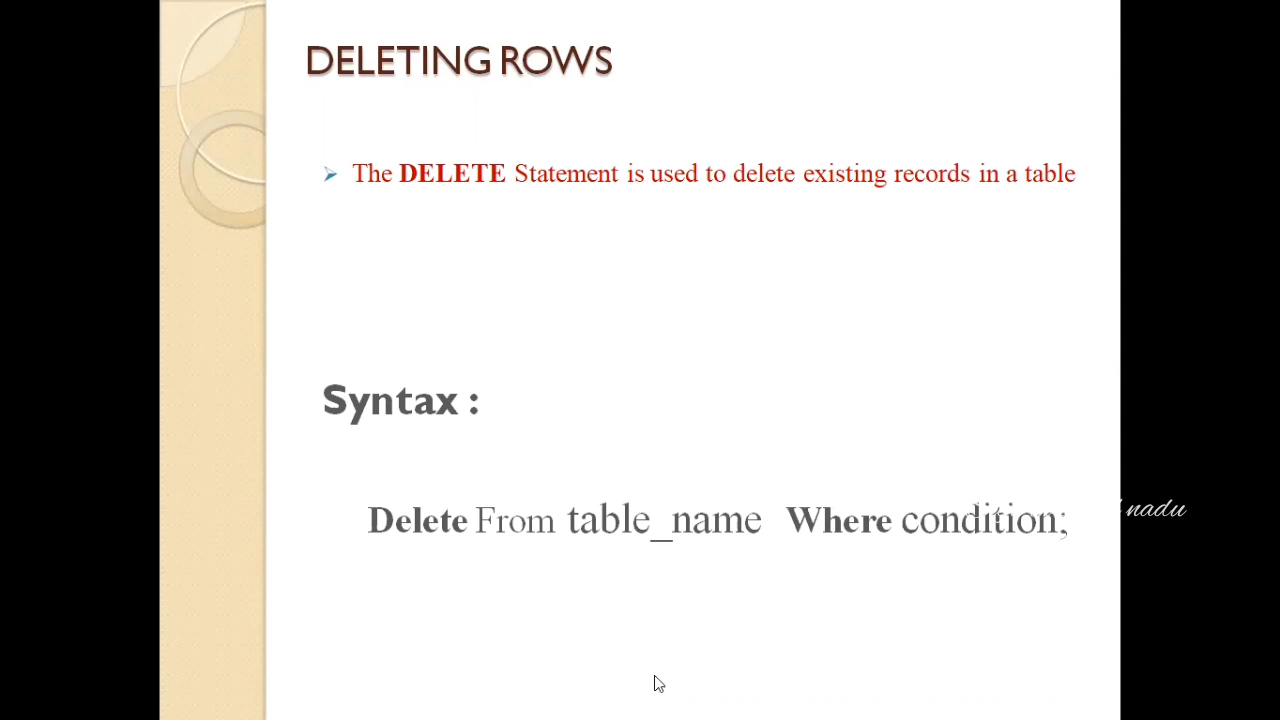 DELETING ROWS
The DELETE Statement is used to delete existing records in a table
Syntax :
Delete From table_name Where condition;
nadu